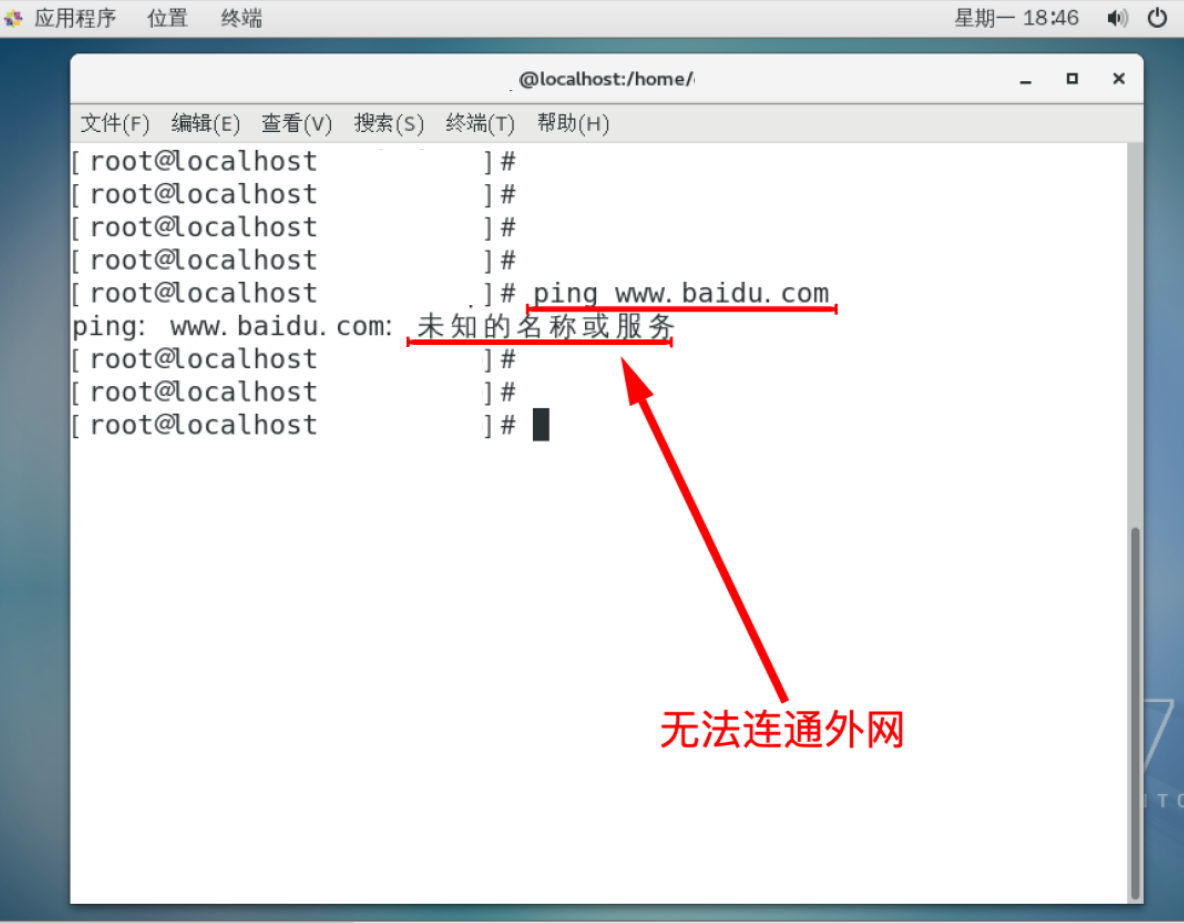 应用程序 位置 终端 星期一 18:46
@localhost:/home/
文件(F) 编辑(E) 查看(V) 搜索(S) 终端(T) 帮助(H)
[root@localhost ]#
[root@localhost ]#
[root@localhost ]#
[root@localhost ]#
[root@localhost ]# ping www.baidu.com
ping: www.baidu.com: 未知的名称或服务
[root@localhost ]#
[root@localhost ]#
[root@localhost ]#
无法连通外网
7